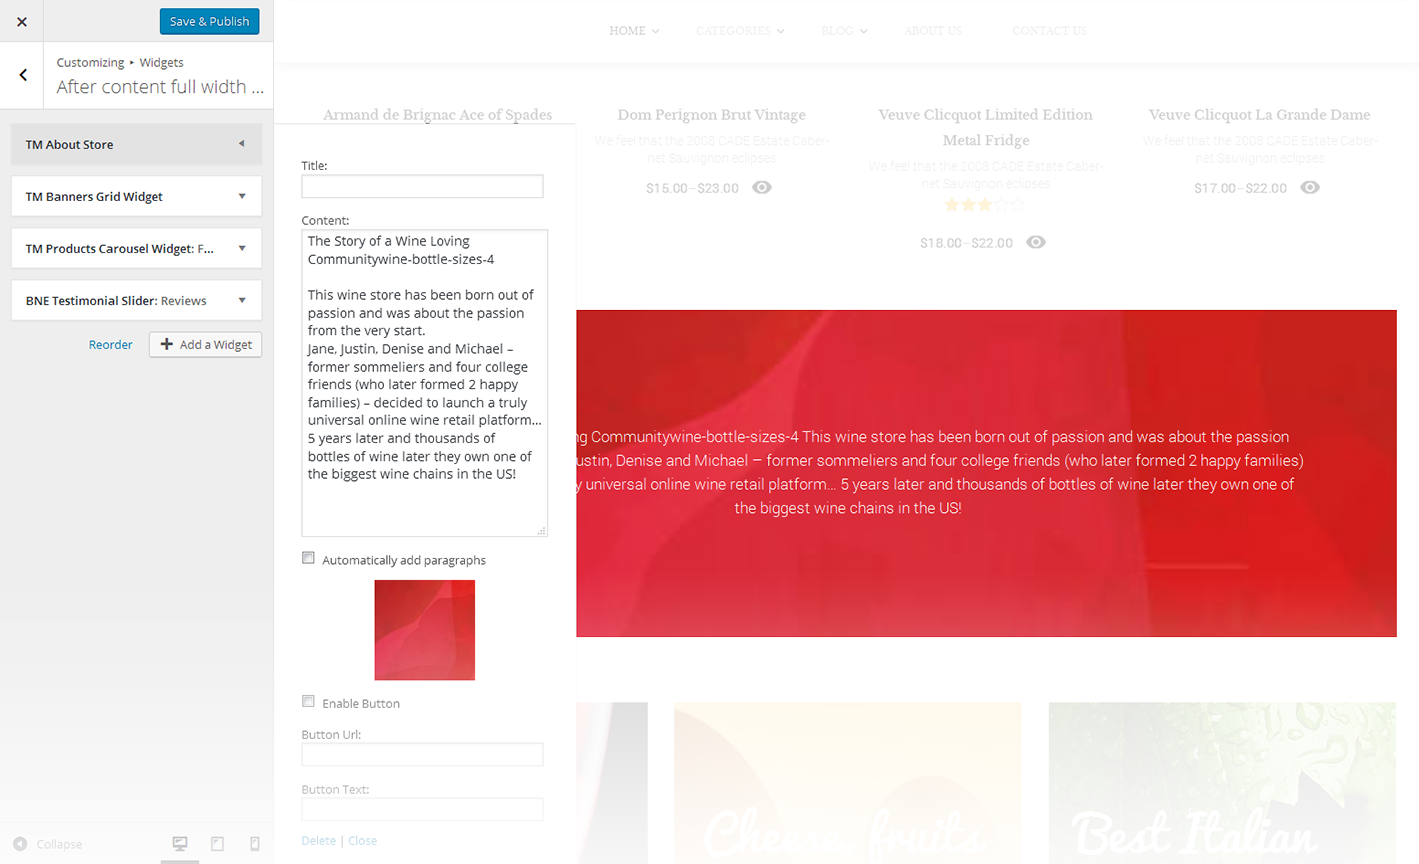 Save & Publish
Customizing ▸ Widgets
After content full width ...
TM About Store
TM Banners Grid Widget
TM Products Carousel Widget: F...
BNE Testimonial Slider: Reviews
Reorder
Add a Widget
Collapse
Title:
Content:
The Story of a Wine Loving
Communitywine-bottle-sizes-4
This wine store has been born out of
passion and was about the passion
from the very start.
Jane, Justin, Denise and Michael –
former sommeliers and four college
friends (who later formed 2 happy
families) – decided to launch a truly
universal online wine retail platform...
5 years later and thousands of
bottles of wine later they own one of
the biggest wine chains in the US!
Automatically add paragraphs
Enable Button
Button Url:
Button Text:
Delete | Close
HOME CATEGORIES BLOG ABOUT US CONTACT US
Armand de Brignac Ace of Spades
Dom Perignon Brut Vintage
We feel that the 2008 CADE Estate Caber-
net Sauvignon eclipses
$15.00–$23.00
Veuve Clicquot Limited Edition
Metal Fridge
We feel that the 2008 CADE Estate Caber-
net Sauvignon eclipses
$18.00–$22.00
Veuve Clicquot La Grande Dame
We feel that the 2008 CADE Estate Caber-
net Sauvignon eclipses
$17.00–$22.00
ng Communitywine-bottle-sizes-4 This wine store has been born out of passion and was about the passion
ustin, Denise and Michael – former sommeliers and four college friends (who later formed 2 happy families)
y universal online wine retail platform... 5 years later and thousands of bottles of wine later they own one of
the biggest wine chains in the US!
Cheese, fruits
Best Italian